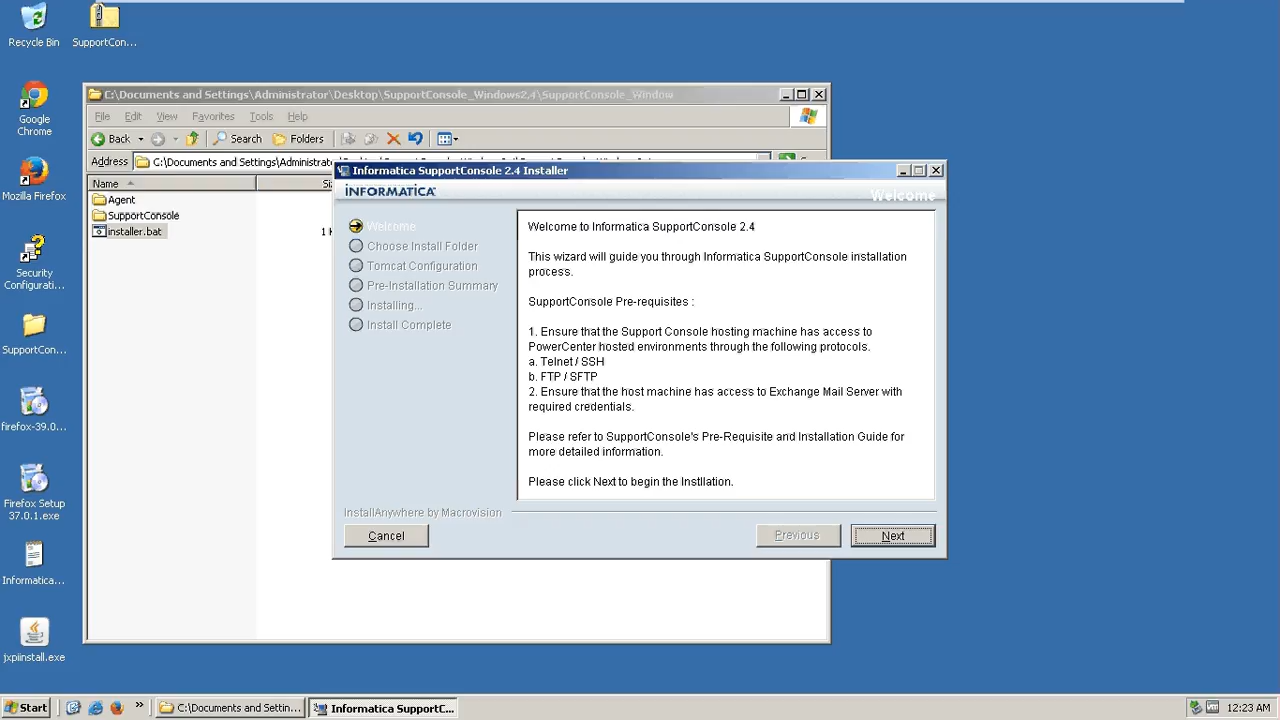 Recycle Bin
SupportCon...
Google
Chrome
Mozilla Firefox
Security
Configurati...
SupportCon...
firefox-39.0...
Firefox Setup
37.0.1.exe
Informatica...
jxpiinstall.exe
C:\Documents and Settings\Administrator\Desktop\SupportConsole_Windows2.4\SupportConsole_Window
File Edit View Favorites Tools Help
Back Search Folders
Address C:\Documents and Settings\Administrator
Name
Agent
SupportConsole
installer.bat
Informatica SupportConsole 2.4 Installer
INFORMATICA
Welcome
Welcome
Choose Install Folder
Tomcat Configuration
Pre-Installation Summary
Installing...
Install Complete
Welcome to Informatica SupportConsole 2.4
This wizard will guide you through Informatica SupportConsole installation
process.
SupportConsole Pre-requisites :
1. Ensure that the Support Console hosting machine has access to
PowerCenter hosted environments through the following protocols.
a. Telnet / SSH
b. FTP / SFTP
2. Ensure that the host machine has access to Exchange Mail Server with
required credentials.
Please refer to SupportConsole's Pre-Requisite and Installation Guide for
more detailed information.
Please click Next to begin the Instllation.
InstallAnywhere by Macrovision
Cancel Previous Next
Start » C:\Documents and Settin... Informatica SupportC... 12:23 AM